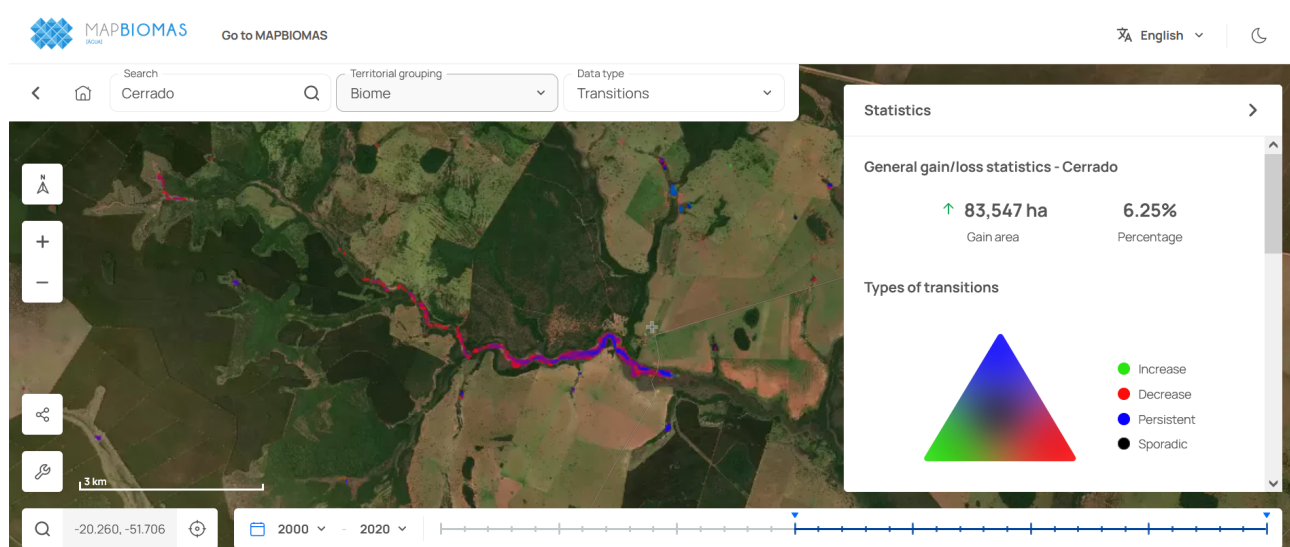 MAPBIOMAS
[ÁGUA]
Go to MAPBIOMAS
English
Search
Cerrado
Territorial grouping
Biome
Data type
Transitions
Statistics
General gain/loss statistics - Cerrado
83,547 ha
6.25%
Gain area
Percentage
Types of transitions
Increase
Decrease
Persistent
Sporadic
N
3 km
-20.260, -51.706
2000 - 2020